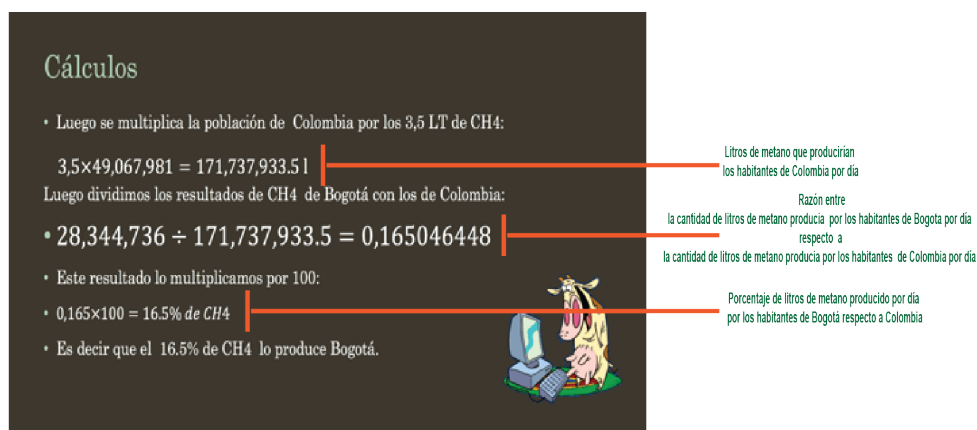 Cálculos
• Luego se multiplica la población de Colombia por los 3,5 LT de CH4:
3,5×49,067,981 = 171,737,933.5 l
Luego dividimos los resultados de CH4 de Bogotá con los de Colombia:
• 28,344,736 ÷ 171,737,933.5 = 0,165046448
• Este resultado lo multiplicamos por 100:
• 0,165×100 = 16.5% de CH4
• Es decir que el 16.5% de CH4 lo produce Bogotá.
Litros de metano que producirian
los habitantes de Colombia por día
Razón entre
la cantidad de litros de metano producia por los habitantes de Bogota por día
respecto a
la cantidad de litros de metano producia por los habitantes de Colombia por día
Porcentaje de litros de metano producido por día
por los habitantes de Bogotá respecto a Colombia